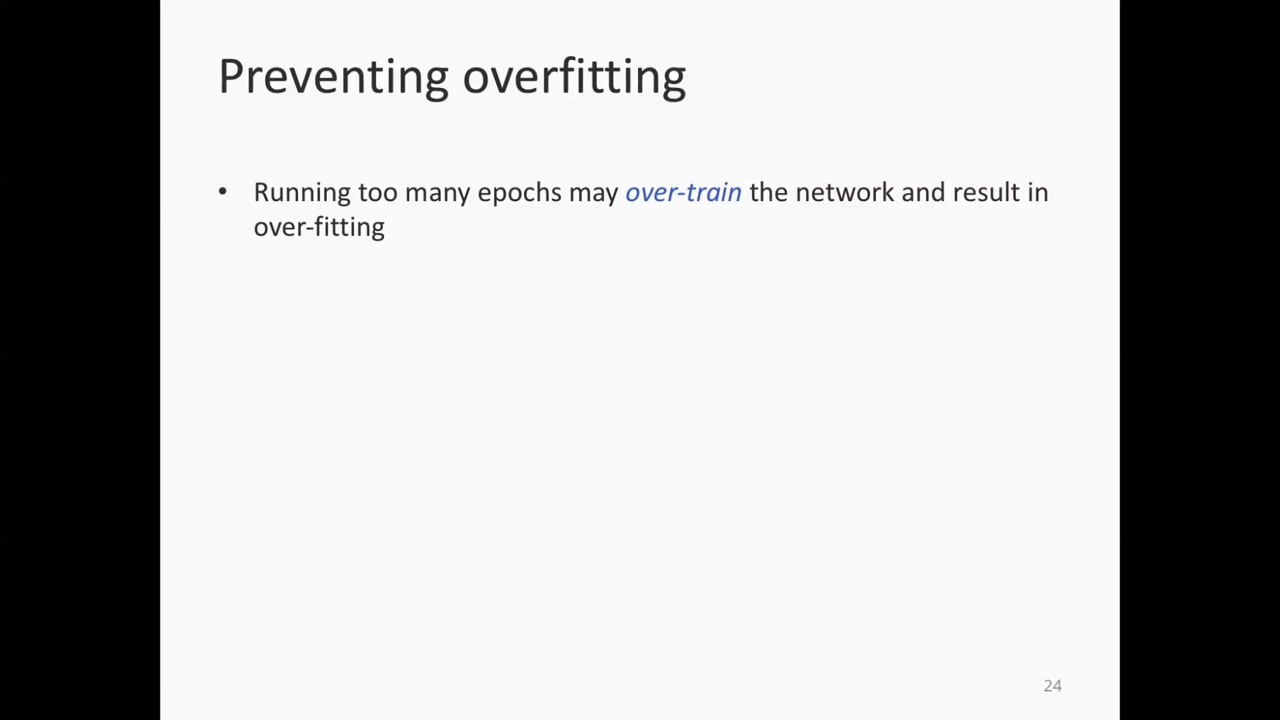 Preventing overfitting
• Running too many epochs may over-train the network and result in
over-fitting
24